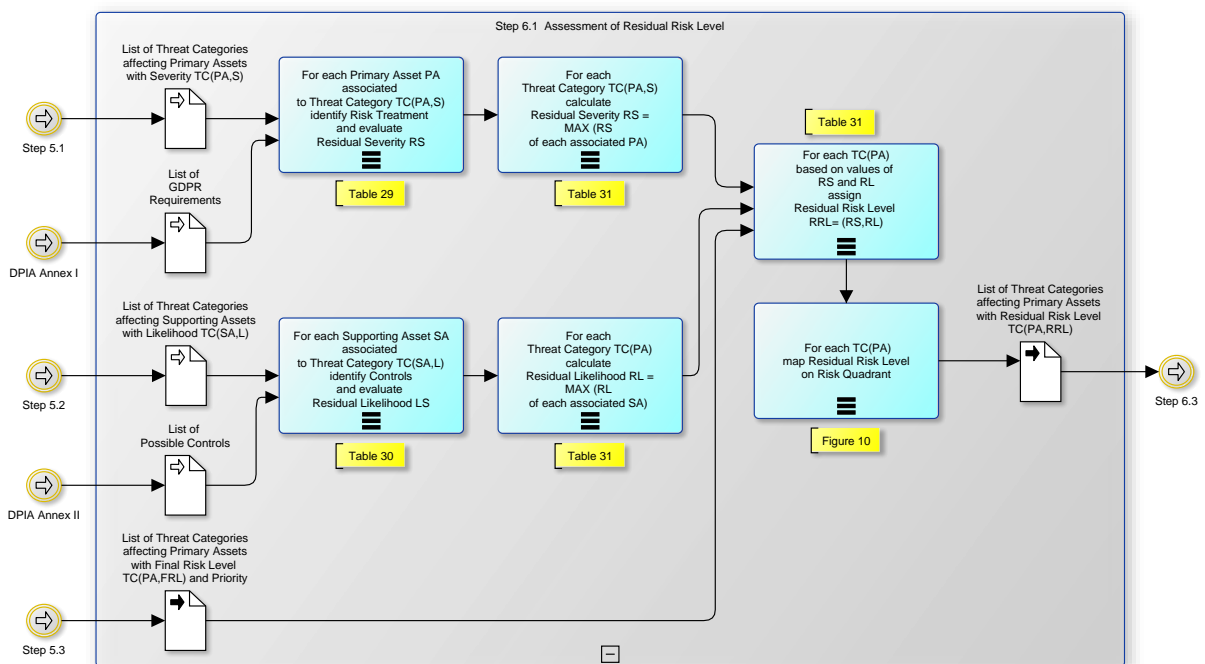 Step 6.1 Assessment of Residual Risk Level
List of Threat Categories
affecting Primary Assets
with Severity TC(PA,S)
Step 5.1
For each Primary Asset PA
associated
to Threat Category TC(PA,S)
identify Risk Treatment
and evaluate
Residual Severity RS
Table 29
For each
Threat Category TC(PA,S)
calculate
Residual Severity RS =
MAX (RS
of each associated PA)
Table 31
Table 31
For each TC(PA)
based on values of
RS and RL
assign
Residual Risk Level
RRL= (RS,RL)
List of
GDPR
Requirements
DPIA Annex I
List of Threat Categories
affecting Supporting Assets
with Likelihood TC(SA,L)
Step 5.2
For each Supporting Asset SA
associated
to Threat Category TC(SA,L)
identify Controls
and evaluate
Residual Likelihood LS
Table 30
For each
Threat Category TC(PA)
calculate
Residual Likelihood RL =
MAX (RL
of each associated SA)
Table 31
For each TC(PA)
map Residual Risk Level
on Risk Quadrant
Figure 10
List of Threat Categories
affecting Primary Assets
with Residual Risk Level
TC(PA,RRL)
Step 6.3
List of
Possible Controls
DPIA Annex II
List of Threat Categories
affecting Primary Assets
with Final Risk Level
TC(PA,FRL) and Priority
Step 5.3